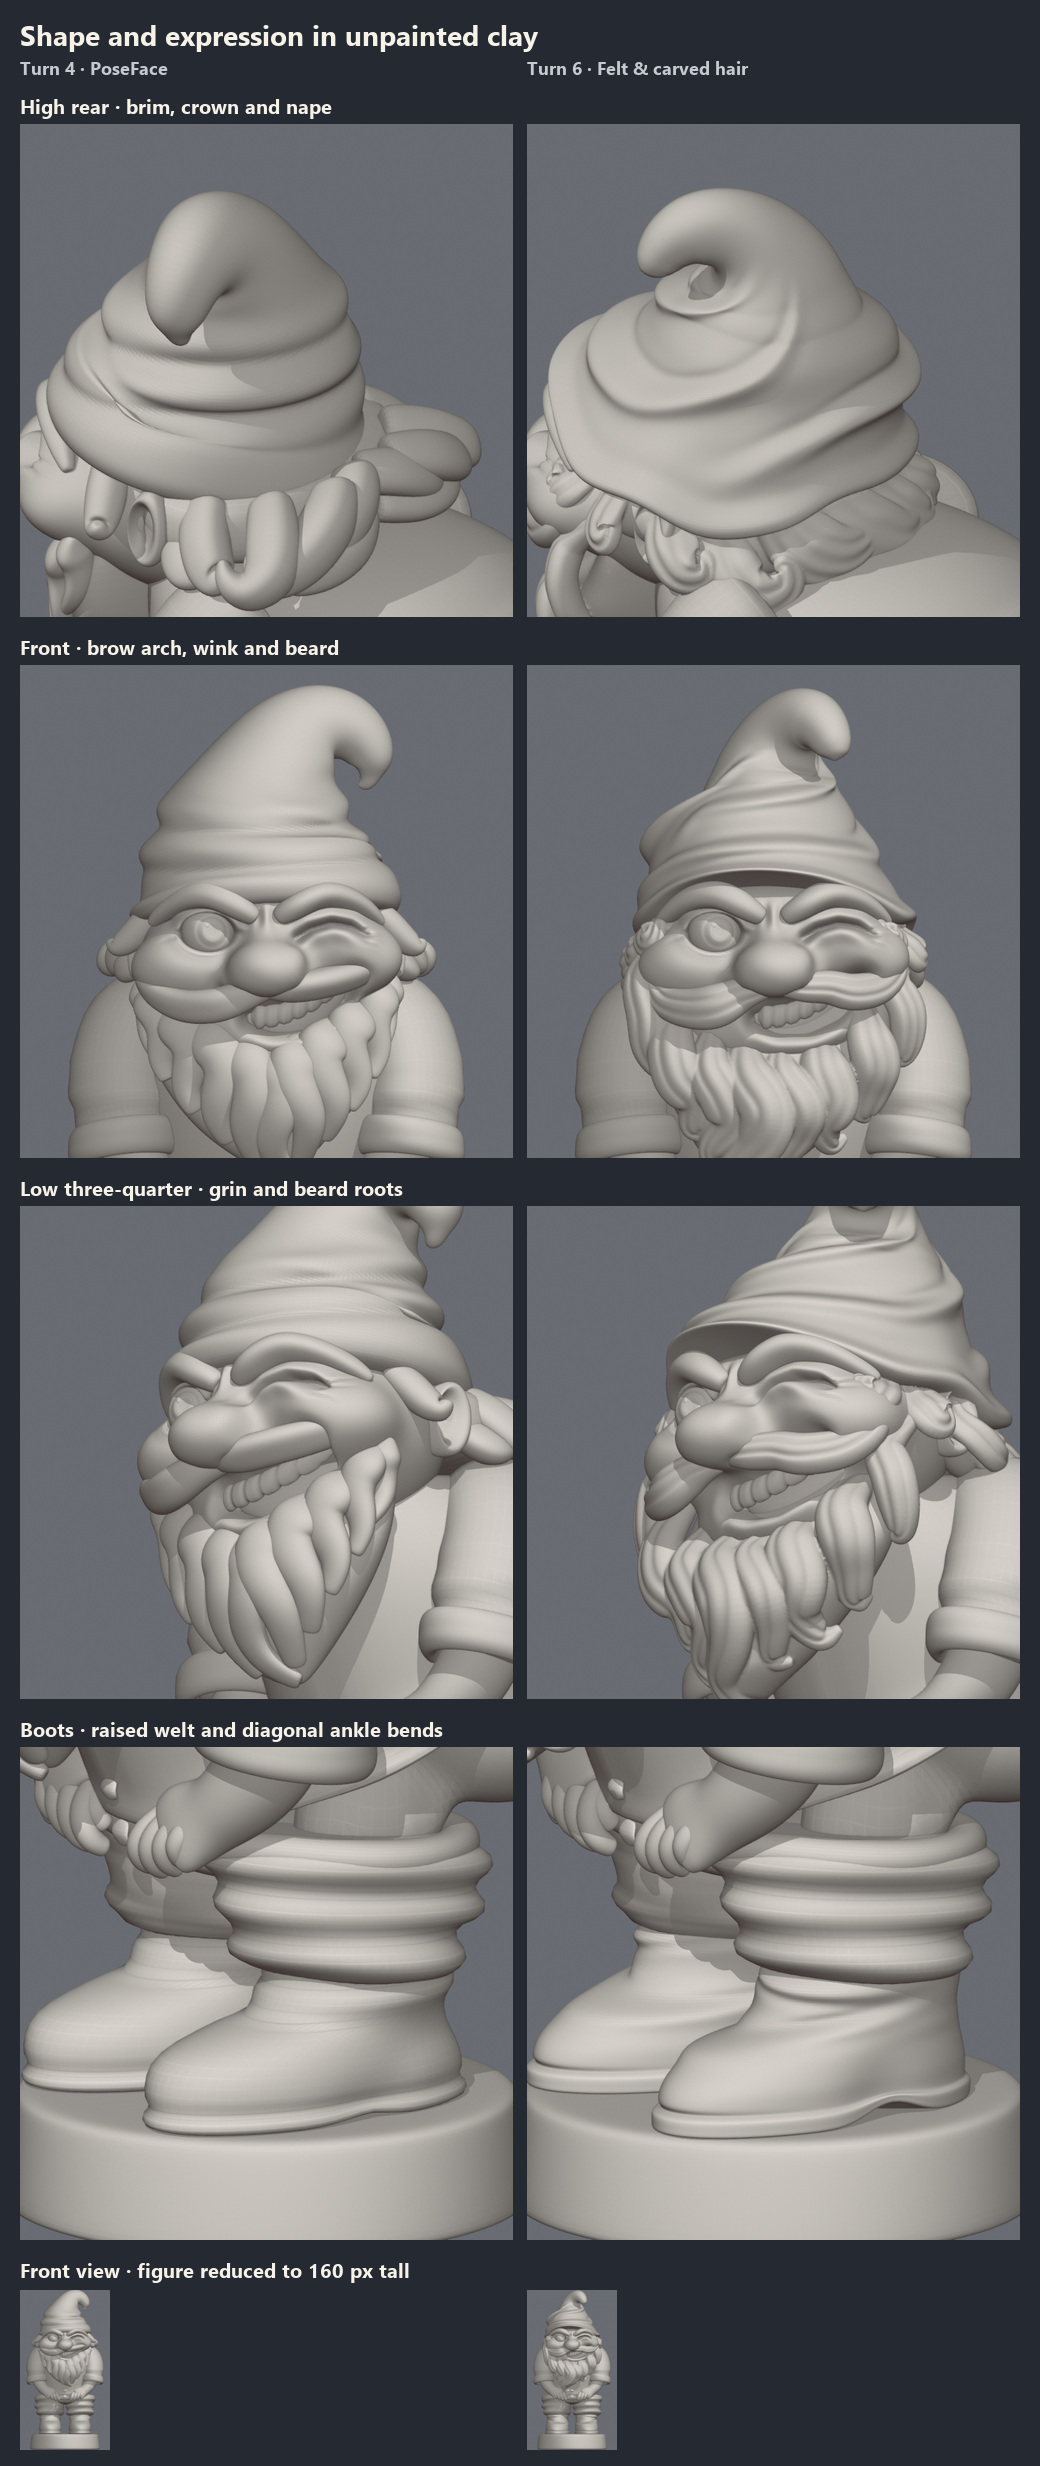 Shape and expression in unpainted clay
Turn 4 · PoseFace
Turn 6 · Felt & carved hair
High rear · brim, crown and nape
Front · brow arch, wink and beard
Low three-quarter · grin and beard roots
Boots · raised welt and diagonal ankle bends
Front view · figure reduced to 160 px tall